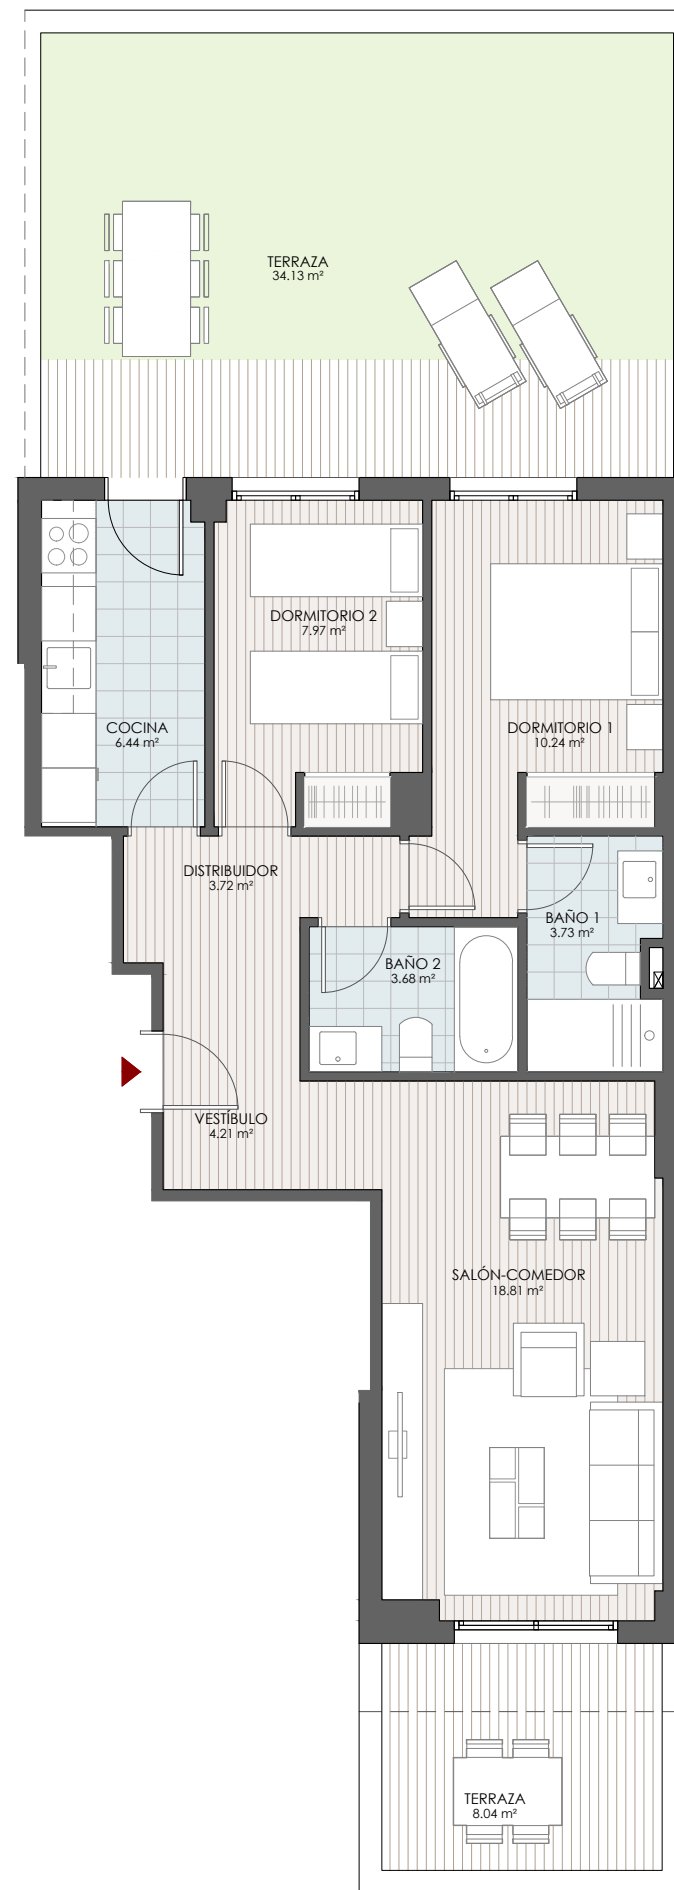 TERRAZA
34.13 m²
DORMITORIO 2
7.97 m²
COCINA
6.44 m²
DORMITORIO 1
10.24 m²
DISTRIBUIDOR
3.72 m²
BAÑO 1
3.73 m²
BAÑO 2
3.68 m²
VESTÍBULO
4.21 m²
SALÓN-COMEDOR
18.81 m²
TERRAZA
8.04 m²